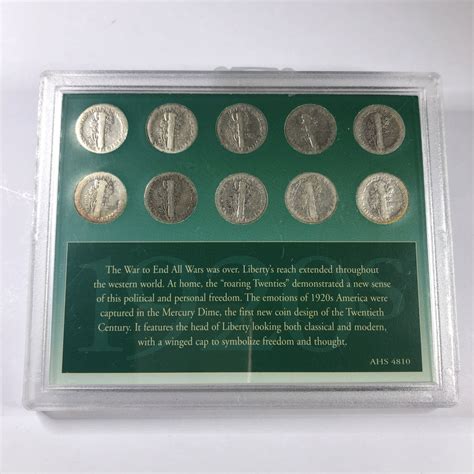 The War to End All Wars was over. Liberty's reach extended throughout
the western world. At home, the "roaring Twenties" demonstrated a new sense
of this political and personal freedom. The emotions of 1920s America were
captured in the Mercury Dime, the first new coin design of the Twentieth
Century. It features the head of Liberty looking both classical and modern,
with a winged cap to symbolize freedom and thought.
AHS 4810
1920s